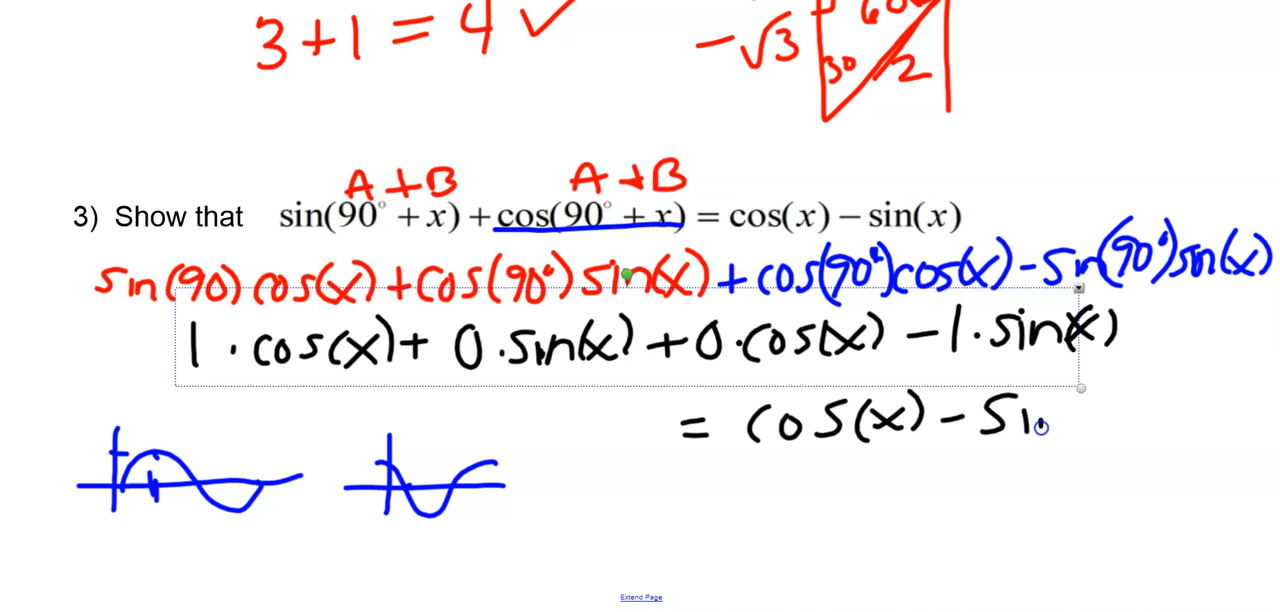 3 + 1 = 4 ✓
-√3 30 2
A + B A + B
3) Show that sin(90° + x) + cos(90° + x) = cos(x) − sin(x)
sin(90) cos(x) + cos(90°) sin(x) + cos(90°) cos(x) - sin(90°) sin(x)
1 · cos(x) + 0 · sin(x) + 0 · cos(x) - 1 · sin(x)
= cos(x) - sin
Extend Page